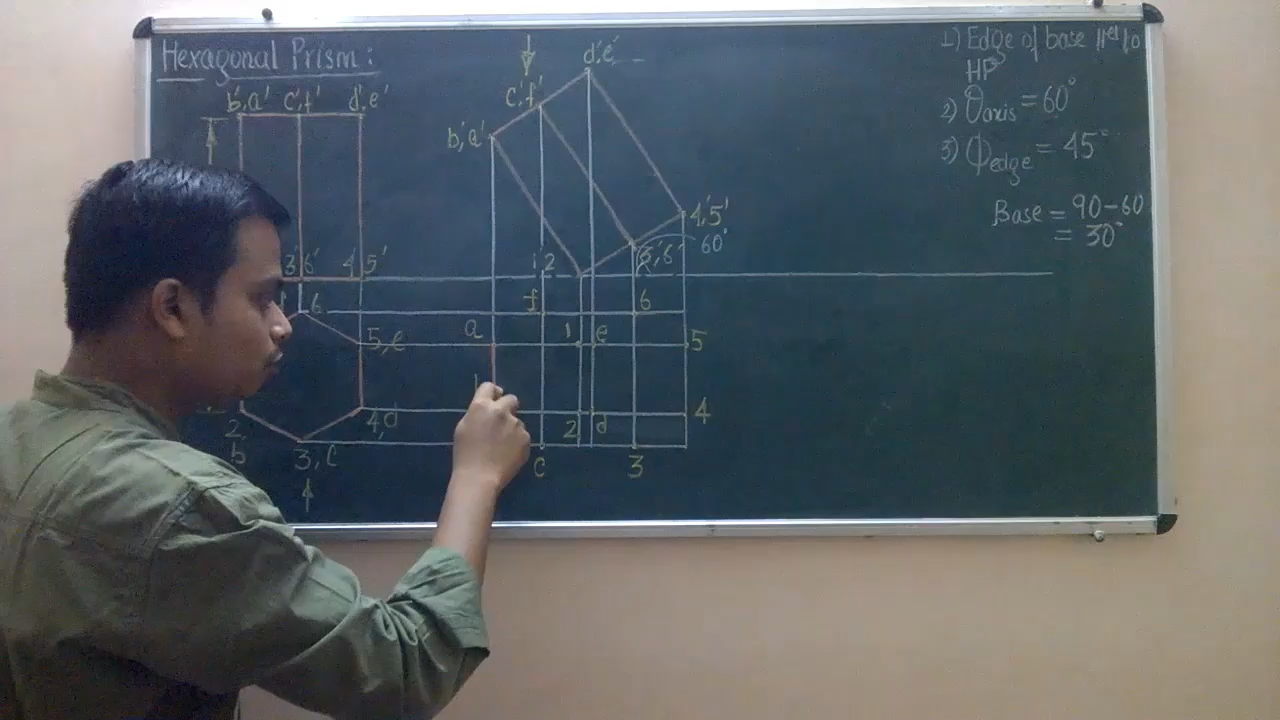 Hexagonal Prism:
b',a' c',f' d',e'
3' 6' 4' 5'
1 6
5,e
4,d
2,
b
3,c
d',e'
c',f'
b',a'
4',5'
60°
1' 2' 3',6'
f 6
a 1 e 5
b
2 d 4
c 3
1) Edge of base llel to
HP
2) θaxis = 60°
3) ϕedge = 45°
Base = 90-60
= 30°